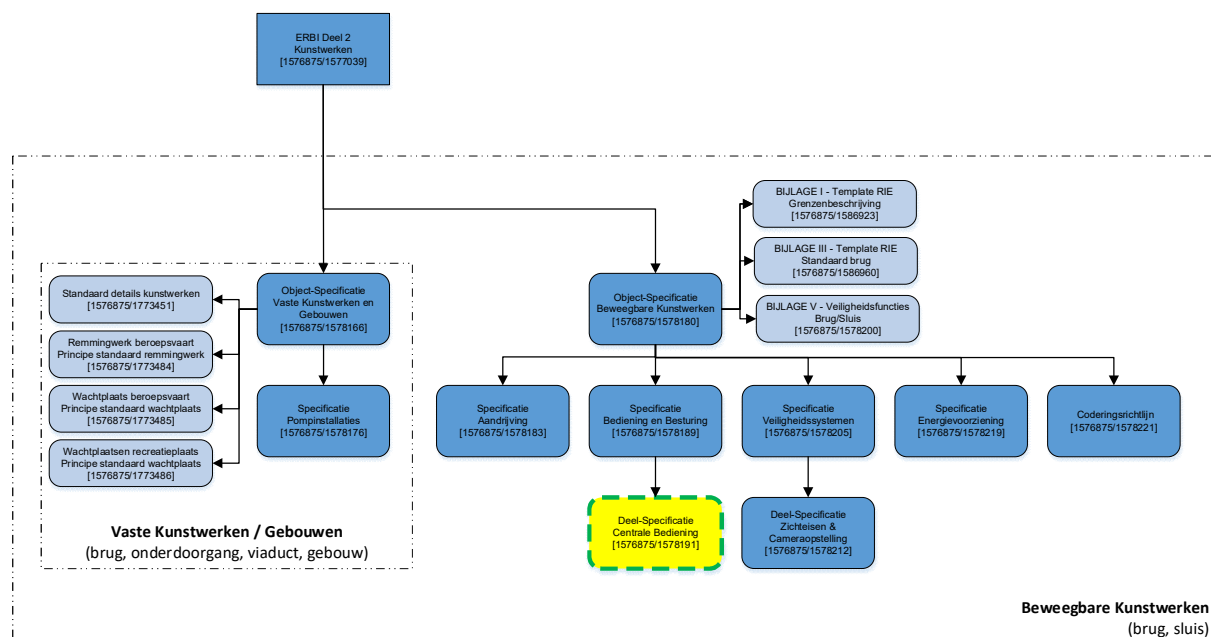 ERBI Deel 2
Kunstwerken
[1576875/1577039]
BIJLAGE I - Template RIE
Grenzenbeschrijving
[1576875/1586923]
BIJLAGE III - Template RIE
Standaard brug
[1576875/1586960]
BIJLAGE V - Veiligheidsfuncties
Brug/Sluis
[1576875/1578200]
Standaard details kunstwerken
[1576875/1773451]
Remmingwerk beroepsvaart
Principe standaard remmingwerk
[1576875/1773484]
Wachtplaats beroepsvaart
Principe standaard wachtplaats
[1576875/1773485]
Wachtplaatsen recreatieplaats
Principe standaard wachtplaats
[1576875/1773486]
Object-Specificatie
Vaste Kunstwerken en
Gebouwen
[1576875/1578166]
Specificatie
Pompinstallaties
[1576875/1578176]
Vaste Kunstwerken / Gebouwen
(brug, onderdoorgang, viaduct, gebouw)
Object-Specificatie
Beweegbare Kunstwerken
[1576875/1578180]
Specificatie
Aandrijving
[1576875/1578183]
Specificatie
Bediening en Besturing
[1576875/1578189]
Specificatie
Veiligheidssystemen
[1576875/1578205]
Specificatie
Energievoorziening
[1576875/1578219]
Coderingsrichtlijn
[1576875/1578221]
Deel-Specificatie
Centrale Bediening
[1576875/1578191]
Deel-Specificatie
Zichteisen &
Cameraopstelling
[1576875/1578212]
Beweegbare Kunstwerken
(brug, sluis)